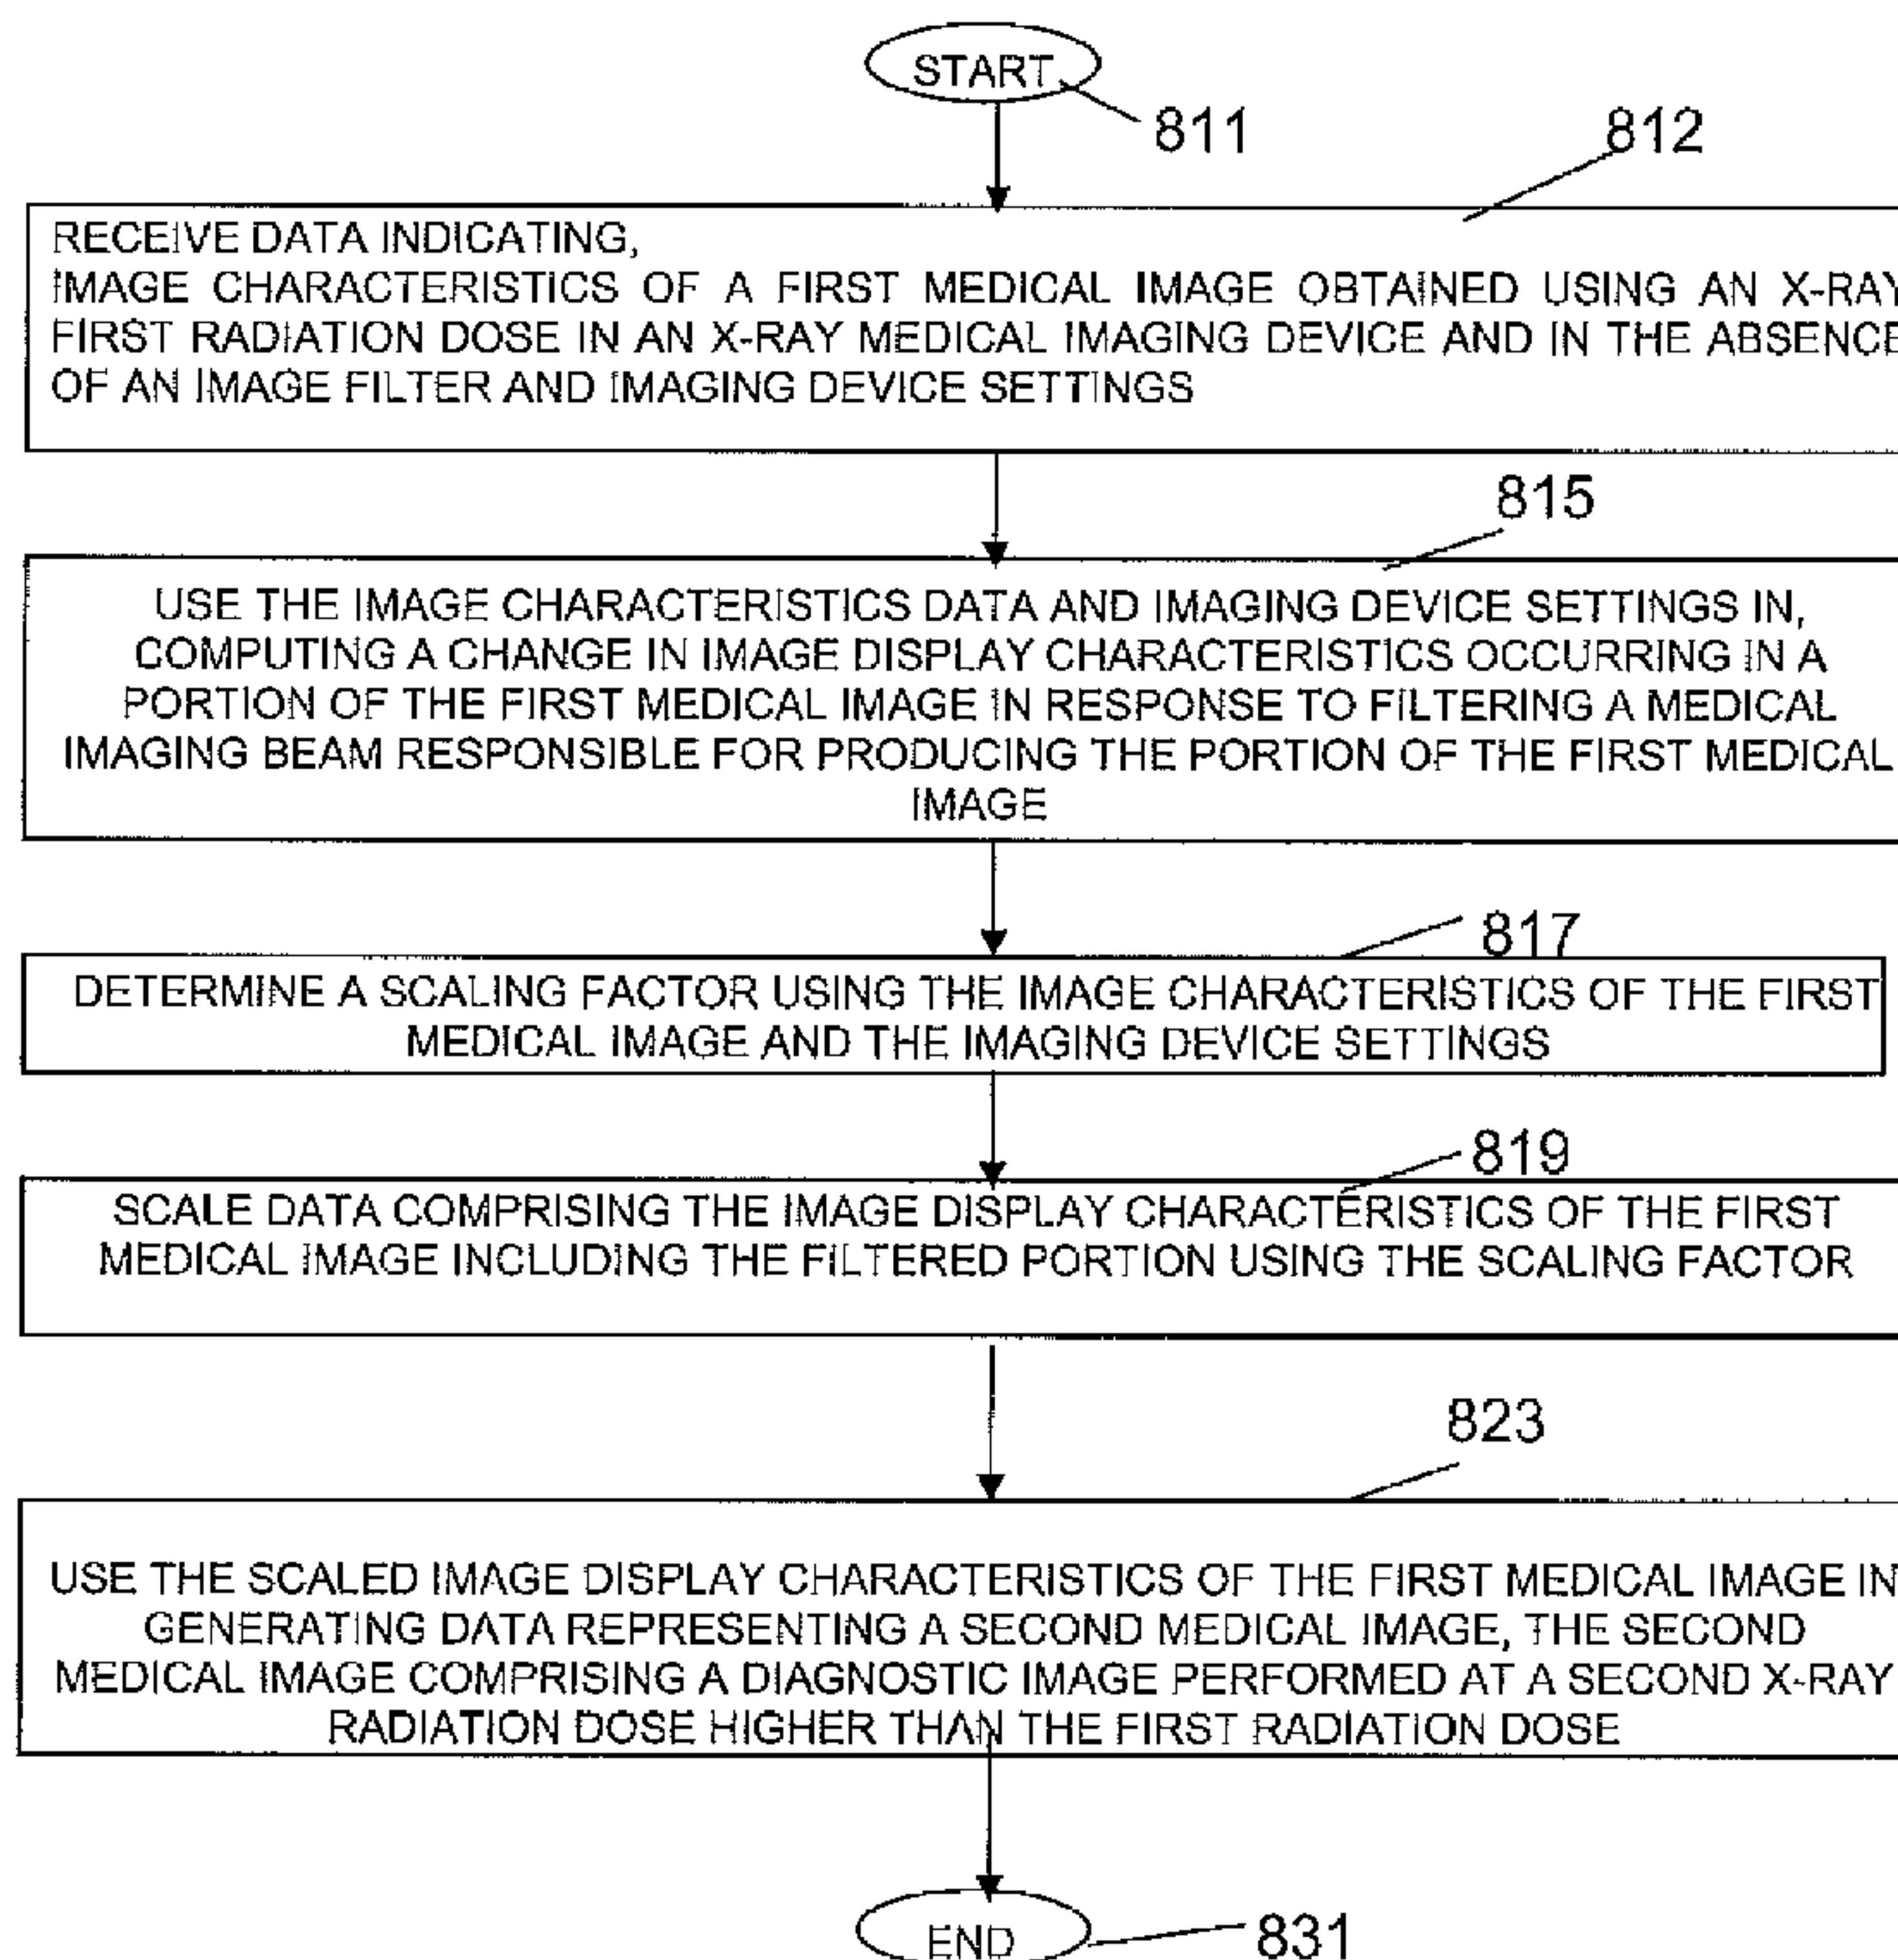 START
811
812
RECEIVE DATA INDICATING,
IMAGE CHARACTERISTICS OF A FIRST MEDICAL IMAGE OBTAINED USING AN X-RAY
FIRST RADIATION DOSE IN AN X-RAY MEDICAL IMAGING DEVICE AND IN THE ABSENCE
OF AN IMAGE FILTER AND IMAGING DEVICE SETTINGS
815
USE THE IMAGE CHARACTERISTICS DATA AND IMAGING DEVICE SETTINGS IN,
COMPUTING A CHANGE IN IMAGE DISPLAY CHARACTERISTICS OCCURRING IN A
PORTION OF THE FIRST MEDICAL IMAGE IN RESPONSE TO FILTERING A MEDICAL
IMAGING BEAM RESPONSIBLE FOR PRODUCING THE PORTION OF THE FIRST MEDICAL
IMAGE
817
DETERMINE A SCALING FACTOR USING THE IMAGE CHARACTERISTICS OF THE FIRST
MEDICAL IMAGE AND THE IMAGING DEVICE SETTINGS
819
SCALE DATA COMPRISING THE IMAGE DISPLAY CHARACTERISTICS OF THE FIRST
MEDICAL IMAGE INCLUDING THE FILTERED PORTION USING THE SCALING FACTOR
823
USE THE SCALED IMAGE DISPLAY CHARACTERISTICS OF THE FIRST MEDICAL IMAGE IN
GENERATING DATA REPRESENTING A SECOND MEDICAL IMAGE, THE SECOND
MEDICAL IMAGE COMPRISING A DIAGNOSTIC IMAGE PERFORMED AT A SECOND X-RAY
RADIATION DOSE HIGHER THAN THE FIRST RADIATION DOSE
END
831